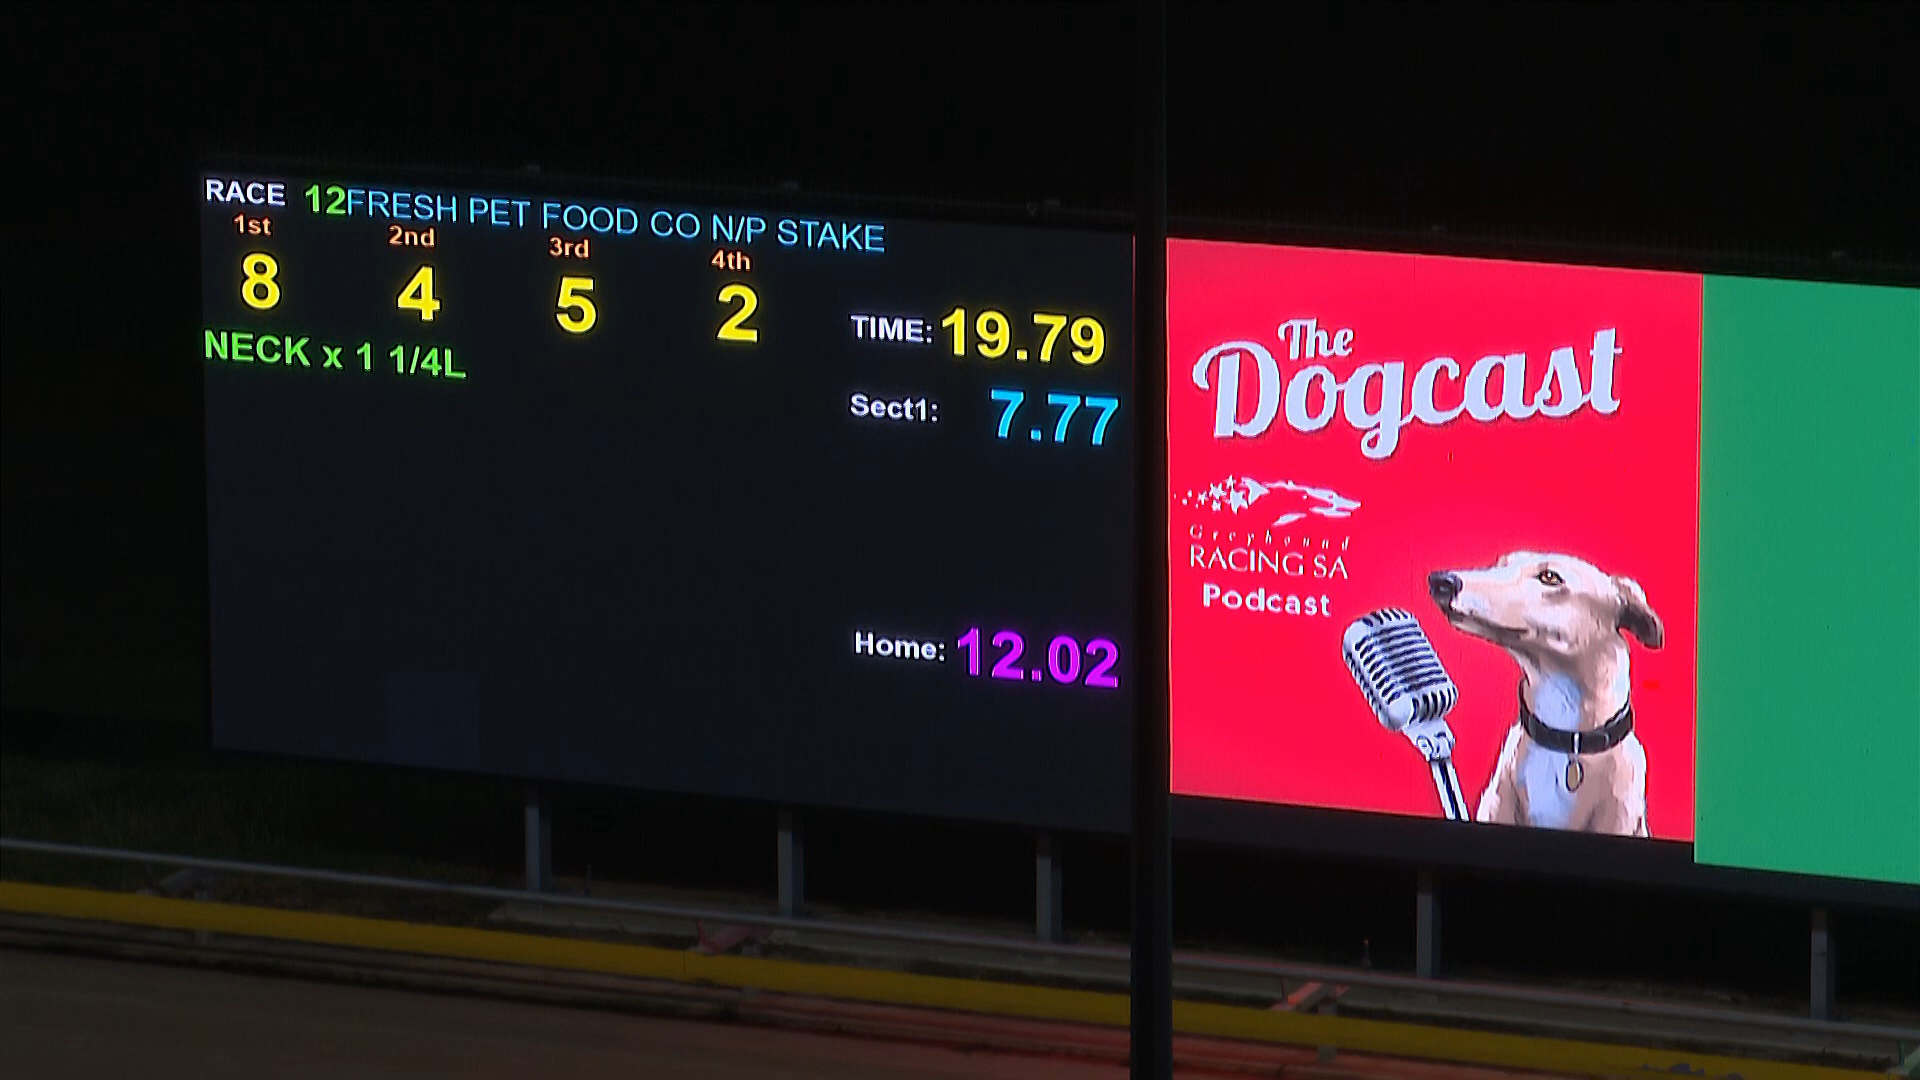 RACE 12FRESH PET FOOD CO N/P STAKE
1st 2nd 3rd 4th
8 4 5 2
NECK x 1 1/4L
TIME: 19.79
Sect1: 7.77
Home: 12.02
The
Dogcast
Greyhound
RACING SA
Podcast